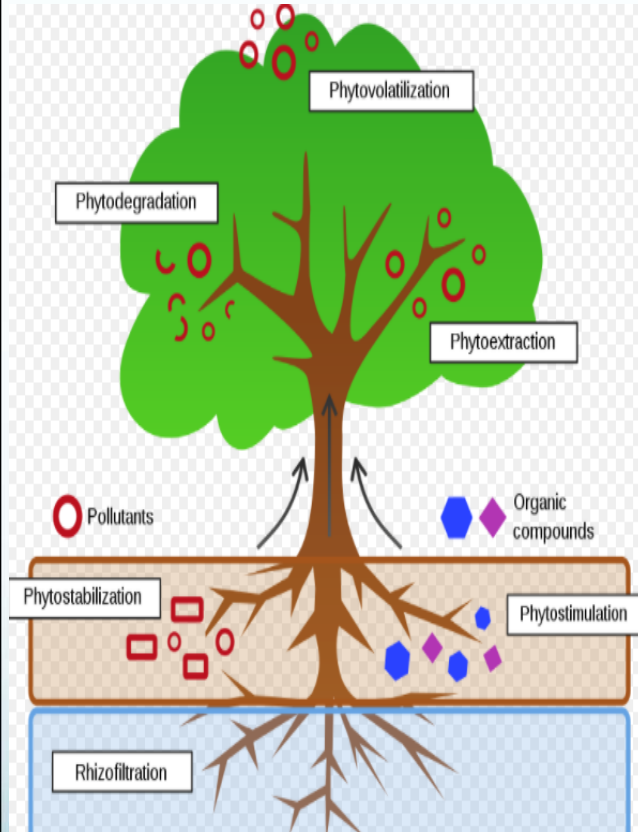 Phytovolatilization
Phytodegradation
Phytoextraction
Pollutants
Organic
compounds
Phytostabilization
Phytostimulation
Rhizofiltration